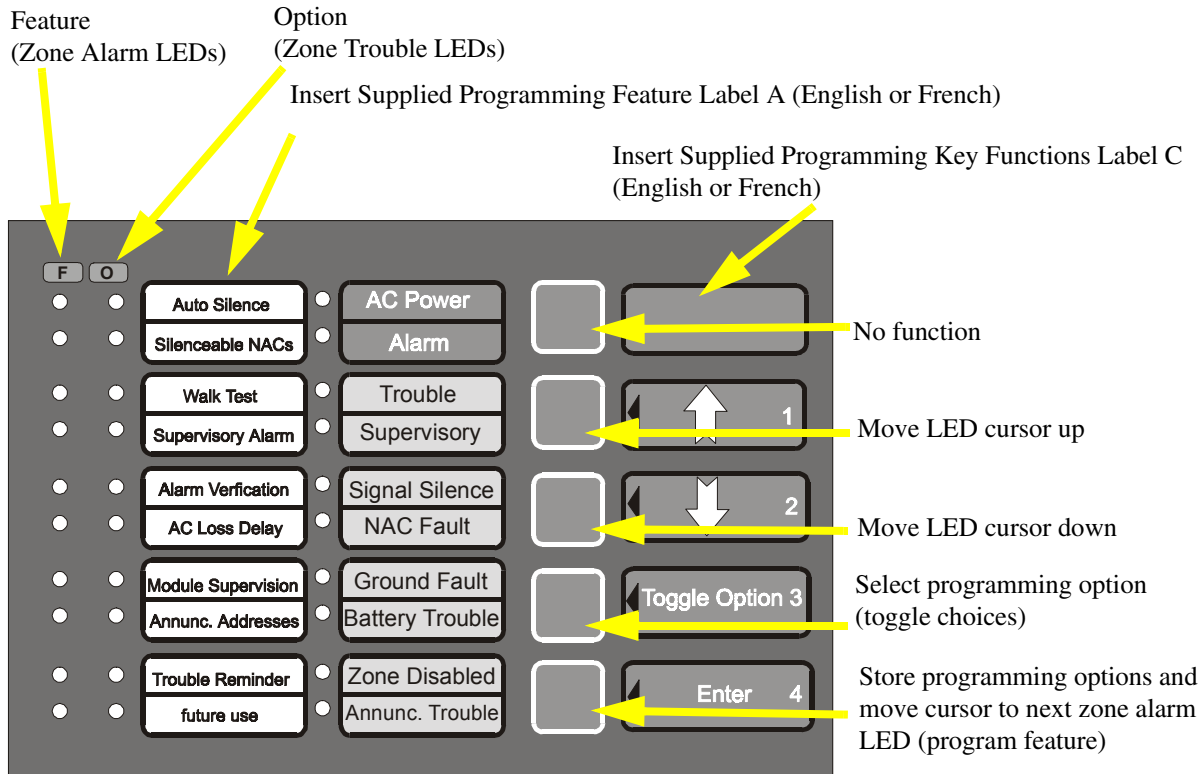 Feature
(Zone Alarm LEDs)
Option
(Zone Trouble LEDs)
Insert Supplied Programming Feature Label A (English or French)
Insert Supplied Programming Key Functions Label C
(English or French)
F
O
Auto Silence
AC Power
Silenceable NACs
Alarm
No function
Walk Test
Trouble
1
Supervisory Alarm
Supervisory
Move LED cursor up
Alarm Verfication
Signal Silence
2
AC Loss Delay
NAC Fault
Move LED cursor down
Module Supervision
Ground Fault
Toggle Option 3
Annunc. Addresses
Battery Trouble
Select programming option
(toggle choices)
Trouble Reminder
Zone Disabled
Enter 4
future use
Annunc. Trouble
Store programming options and
move cursor to next zone alarm
LED (program feature)